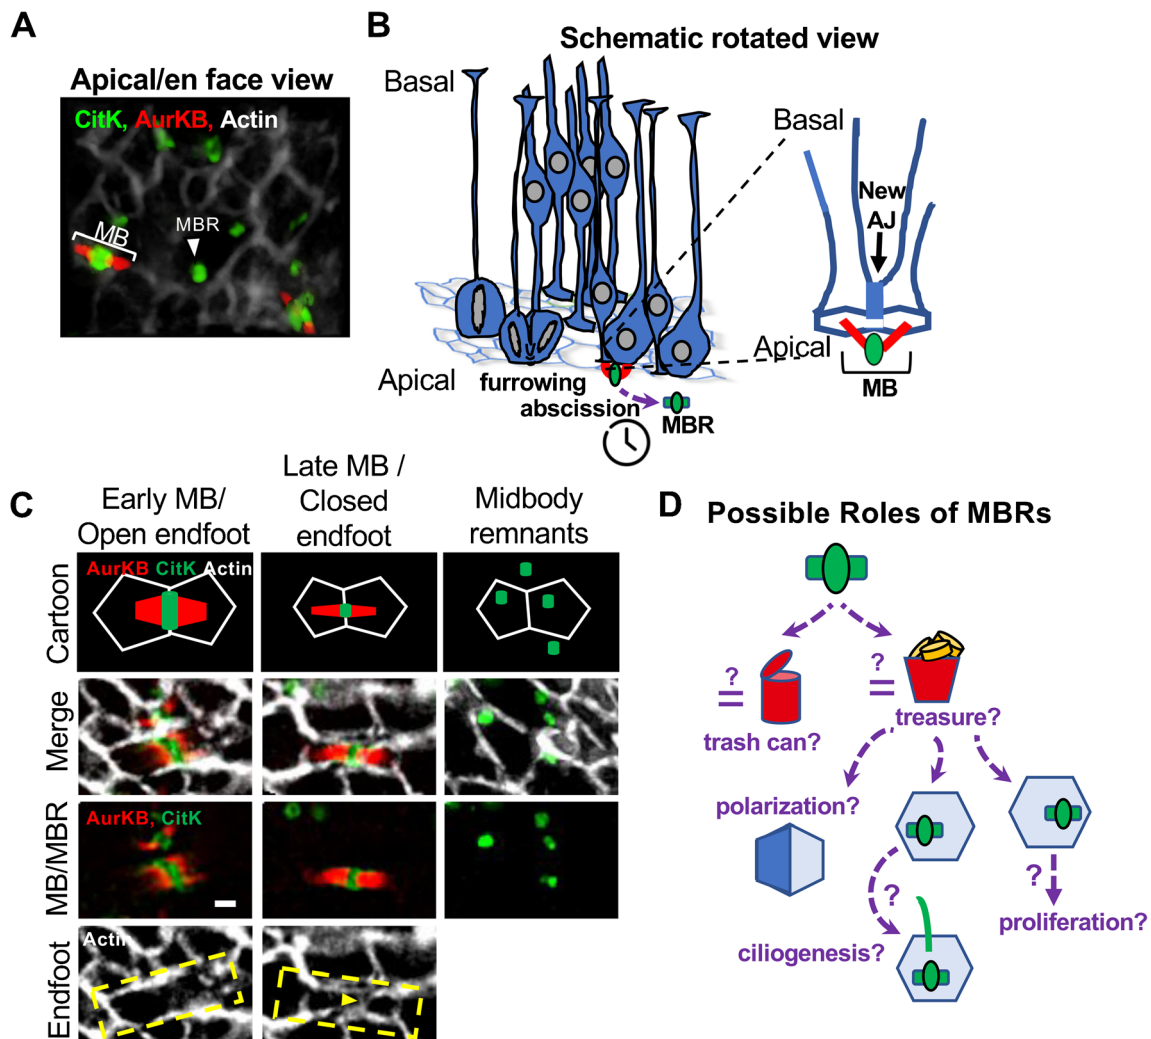 A
Apical/en face view
CitK, AurKB, Actin
MB
MBR
B
Schematic rotated view
Basal
Basal
New
AJ
Apical
Apical
furrowing
abscission
MBR
MB
C
Early MB/
Open endfoot
Late MB /
Closed
endfoot
Midbody
remnants
Cartoon
AurKB CitK Actin
Merge
MB/MBR
AurKB, CitK
Endfoot
Actin
D
Possible Roles of MBRs
?
=
trash can?
?
=
treasure?
polarization?
?
ciliogenesis?
?
proliferation?